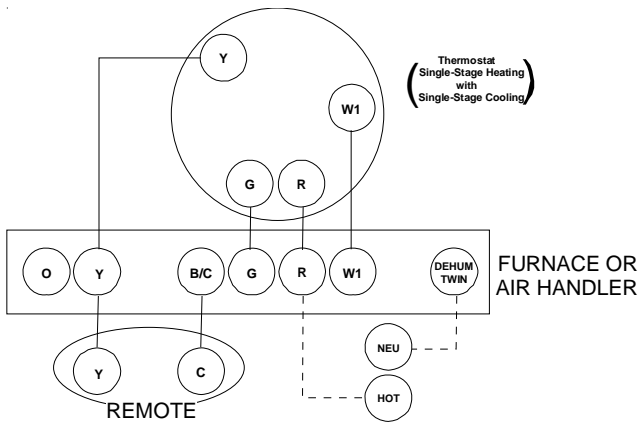 Y
Thermostat
Single-Stage Heating
with
Single-Stage Cooling
W1
G R
O Y B/C G R W1 DEHUM TWIN
FURNACE OR
AIR HANDLER
NEU
Y C
HOT
REMOTE